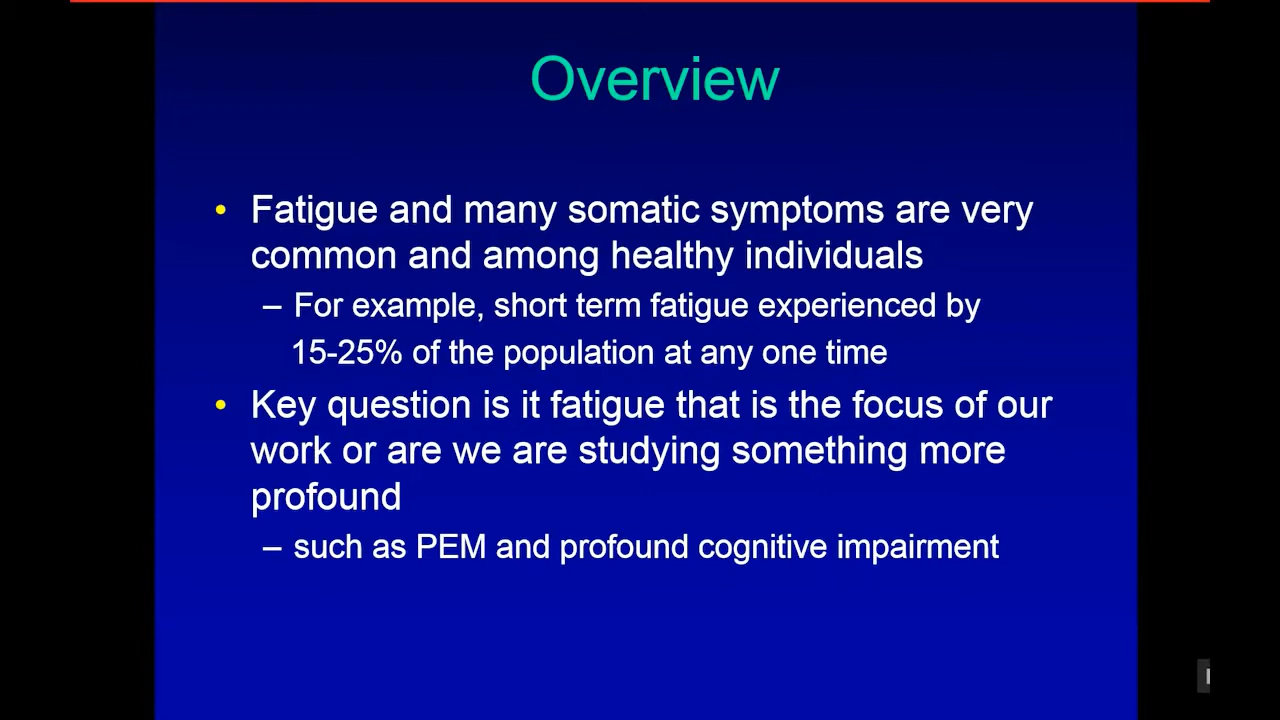 Overview
• Fatigue and many somatic symptoms are very
common and among healthy individuals
– For example, short term fatigue experienced by
15-25% of the population at any one time
• Key question is it fatigue that is the focus of our
work or are we are studying something more
profound
– such as PEM and profound cognitive impairment